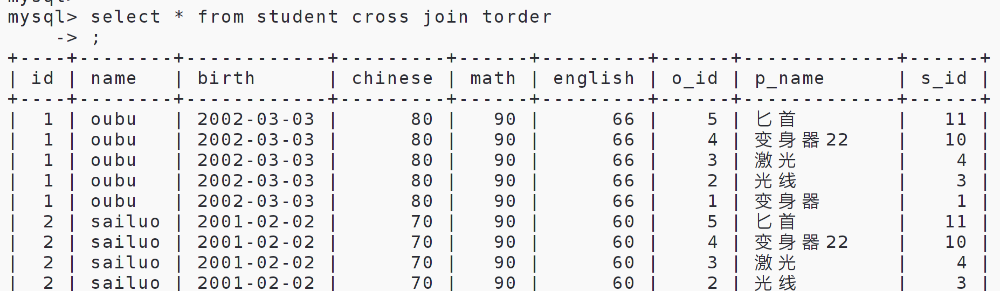 mysql>
mysql> select * from student cross join torder
    -> ;
+----+--------+------------+---------+------+---------+------+-------------+------+
| id | name   | birth      | chinese | math | english | o_id | p_name      | s_id |
+----+--------+------------+---------+------+---------+------+-------------+------+
|  1 | oubu   | 2002-03-03 |      80 |   90 |      66 |    5 | 匕首        |   11 |
|  1 | oubu   | 2002-03-03 |      80 |   90 |      66 |    4 | 变身器22    |   10 |
|  1 | oubu   | 2002-03-03 |      80 |   90 |      66 |    3 | 激光        |    4 |
|  1 | oubu   | 2002-03-03 |      80 |   90 |      66 |    2 | 光线        |    3 |
|  1 | oubu   | 2002-03-03 |      80 |   90 |      66 |    1 | 变身器      |    1 |
|  2 | sailuo | 2001-02-02 |      70 |   90 |      60 |    5 | 匕首        |   11 |
|  2 | sailuo | 2001-02-02 |      70 |   90 |      60 |    4 | 变身器22    |   10 |
|  2 | sailuo | 2001-02-02 |      70 |   90 |      60 |    3 | 激光        |    4 |
|  2 | sailuo | 2001-02-02 |      70 |   90 |      60 |    2 | 光线        |    3 |